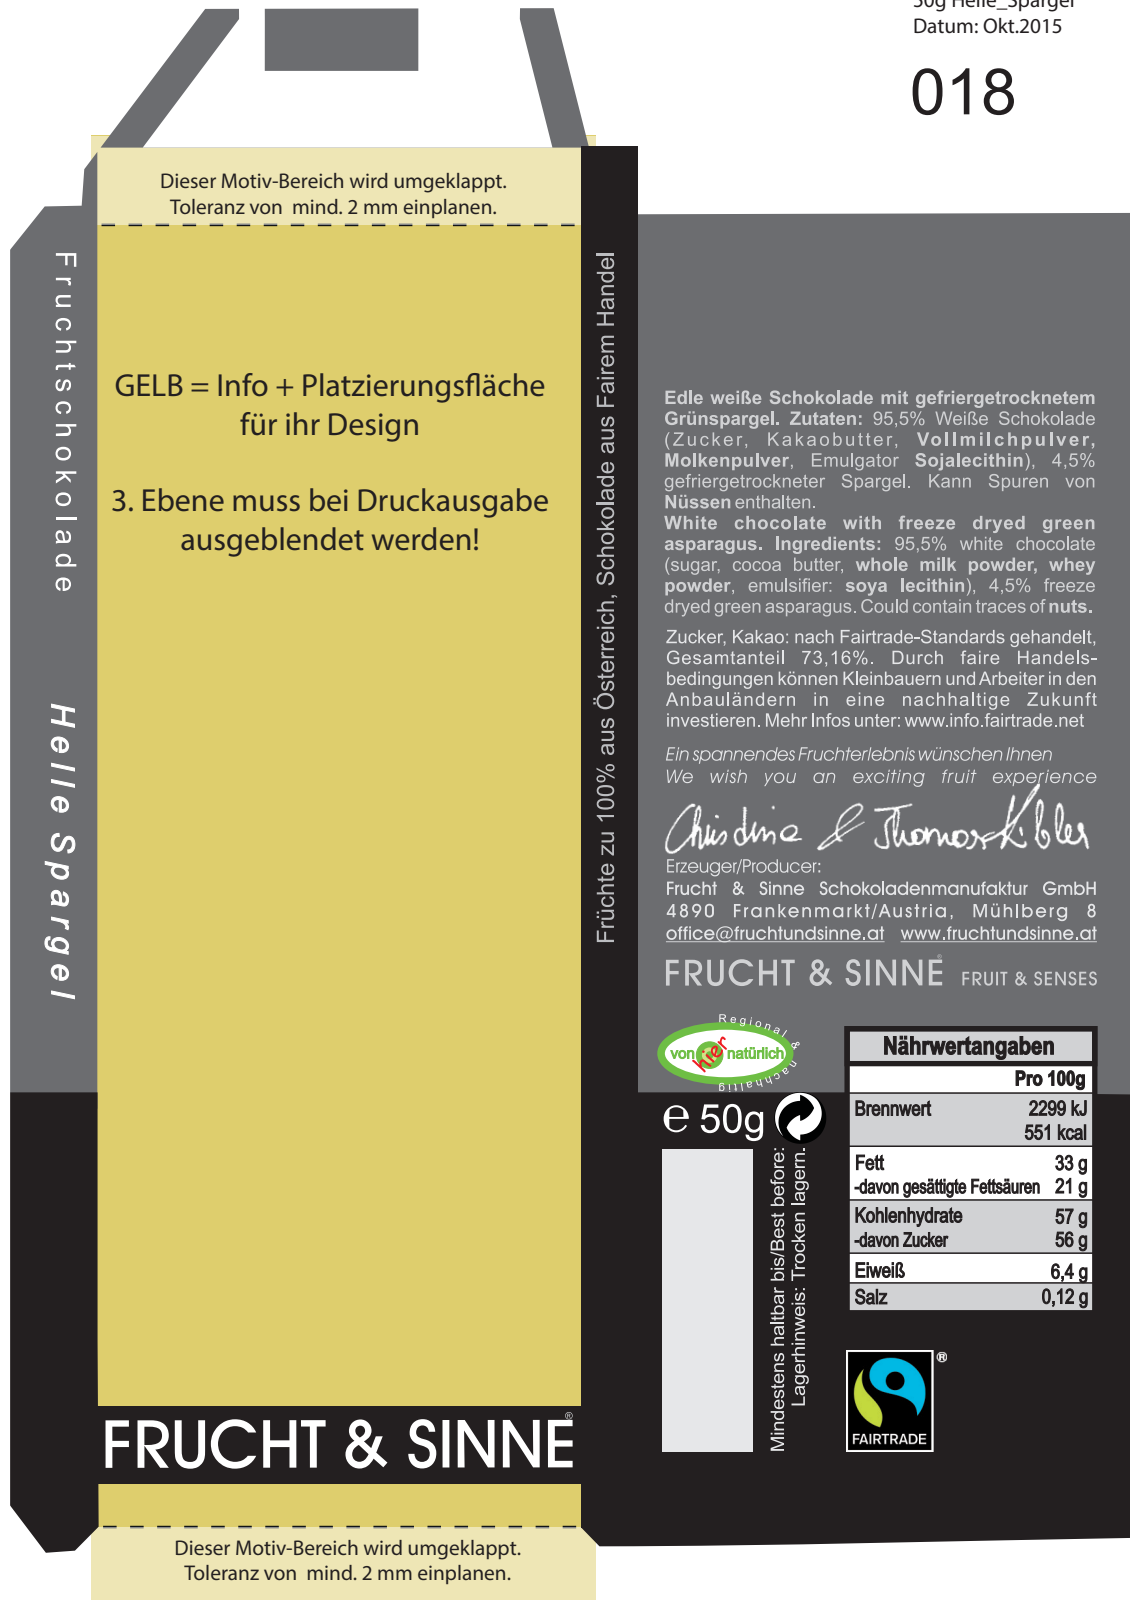 50g Helle_Spargel
Datum: Okt.2015
018
Dieser Motiv-Bereich wird umgeklappt.
Toleranz von mind. 2 mm einplanen.
Fruchtschokolade
Helle Spargel
GELB = Info + Platzierungsfläche
für ihr Design
3. Ebene muss bei Druckausgabe
ausgeblendet werden!
Früchte zu 100% aus Österreich, Schokolade aus Fairem Handel
FRUCHT & SINNE®
Dieser Motiv-Bereich wird umgeklappt.
Toleranz von mind. 2 mm einplanen.
Edle weiße Schokolade mit gefriergetrocknetem
Grünspargel. Zutaten: 95,5% Weiße Schokolade
(Zucker, Kakaobutter, Vollmilchpulver,
Molkenpulver, Emulgator Sojalecithin), 4,5%
gefriergetrockneter Spargel. Kann Spuren von
Nüssen enthalten.
White chocolate with freeze dryed green
asparagus. Ingredients: 95,5% white chocolate
(sugar, cocoa butter, whole milk powder, whey
powder, emulsifier: soya lecithin), 4,5% freeze
dryed green asparagus. Could contain traces of nuts.
Zucker, Kakao: nach Fairtrade-Standards gehandelt,
Gesamtanteil 73,16%. Durch faire Handels-
bedingungen können Kleinbauern und Arbeiter in den
Anbauländern in eine nachhaltige Zukunft
investieren. Mehr Infos unter: www.info.fairtrade.net
Ein spannendes Fruchterlebnis wünschen Ihnen
We wish you an exciting fruit experience
Christina & Thomas Kibler
Erzeuger/Producer:
Frucht & Sinne Schokoladenmanufaktur GmbH
4890 Frankenmarkt/Austria, Mühlberg 8
office@fruchtundsinne.at www.fruchtundsinne.at
FRUCHT & SINNE® FRUIT & SENSES
Regional & nachhaltig
von hier natürlich
e 50g
Mindestens haltbar bis/Best before:
Lagerhinweis: Trocken lagern.
Nährwertangaben
Pro 100g
Brennwert 2299 kJ
551 kcal
Fett 33 g
-davon gesättigte Fettsäuren 21 g
Kohlenhydrate 57 g
-davon Zucker 56 g
Eiweiß 6,4 g
Salz 0,12 g
®
FAIRTRADE